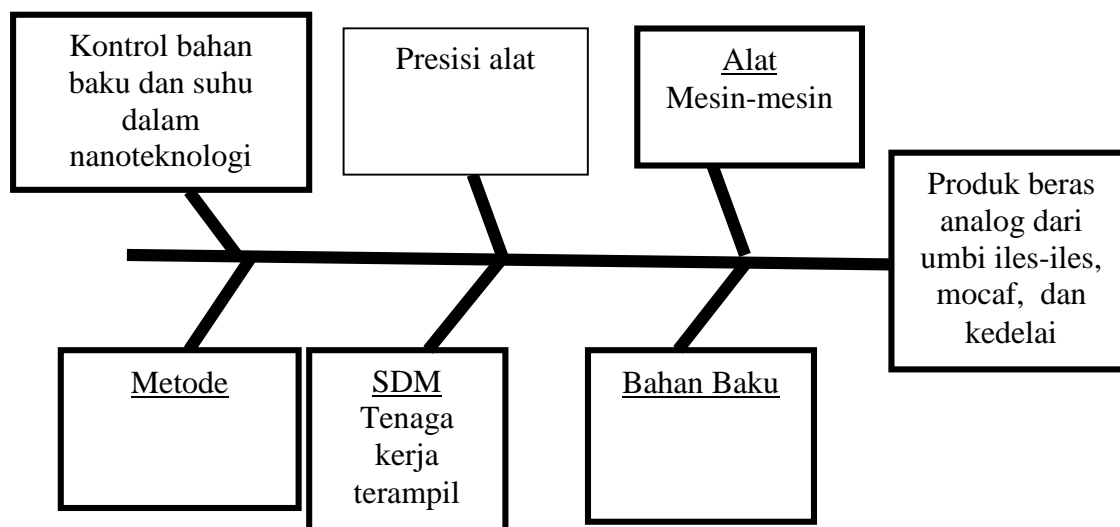 Kontrol bahan
baku dan suhu
dalam
nanoteknologi
Presisi alat
Alat
Mesin-mesin
Produk beras
analog dari
umbi iles-iles,
mocaf, dan
kedelai
Metode
SDM
Tenaga
kerja
terampil
Bahan Baku